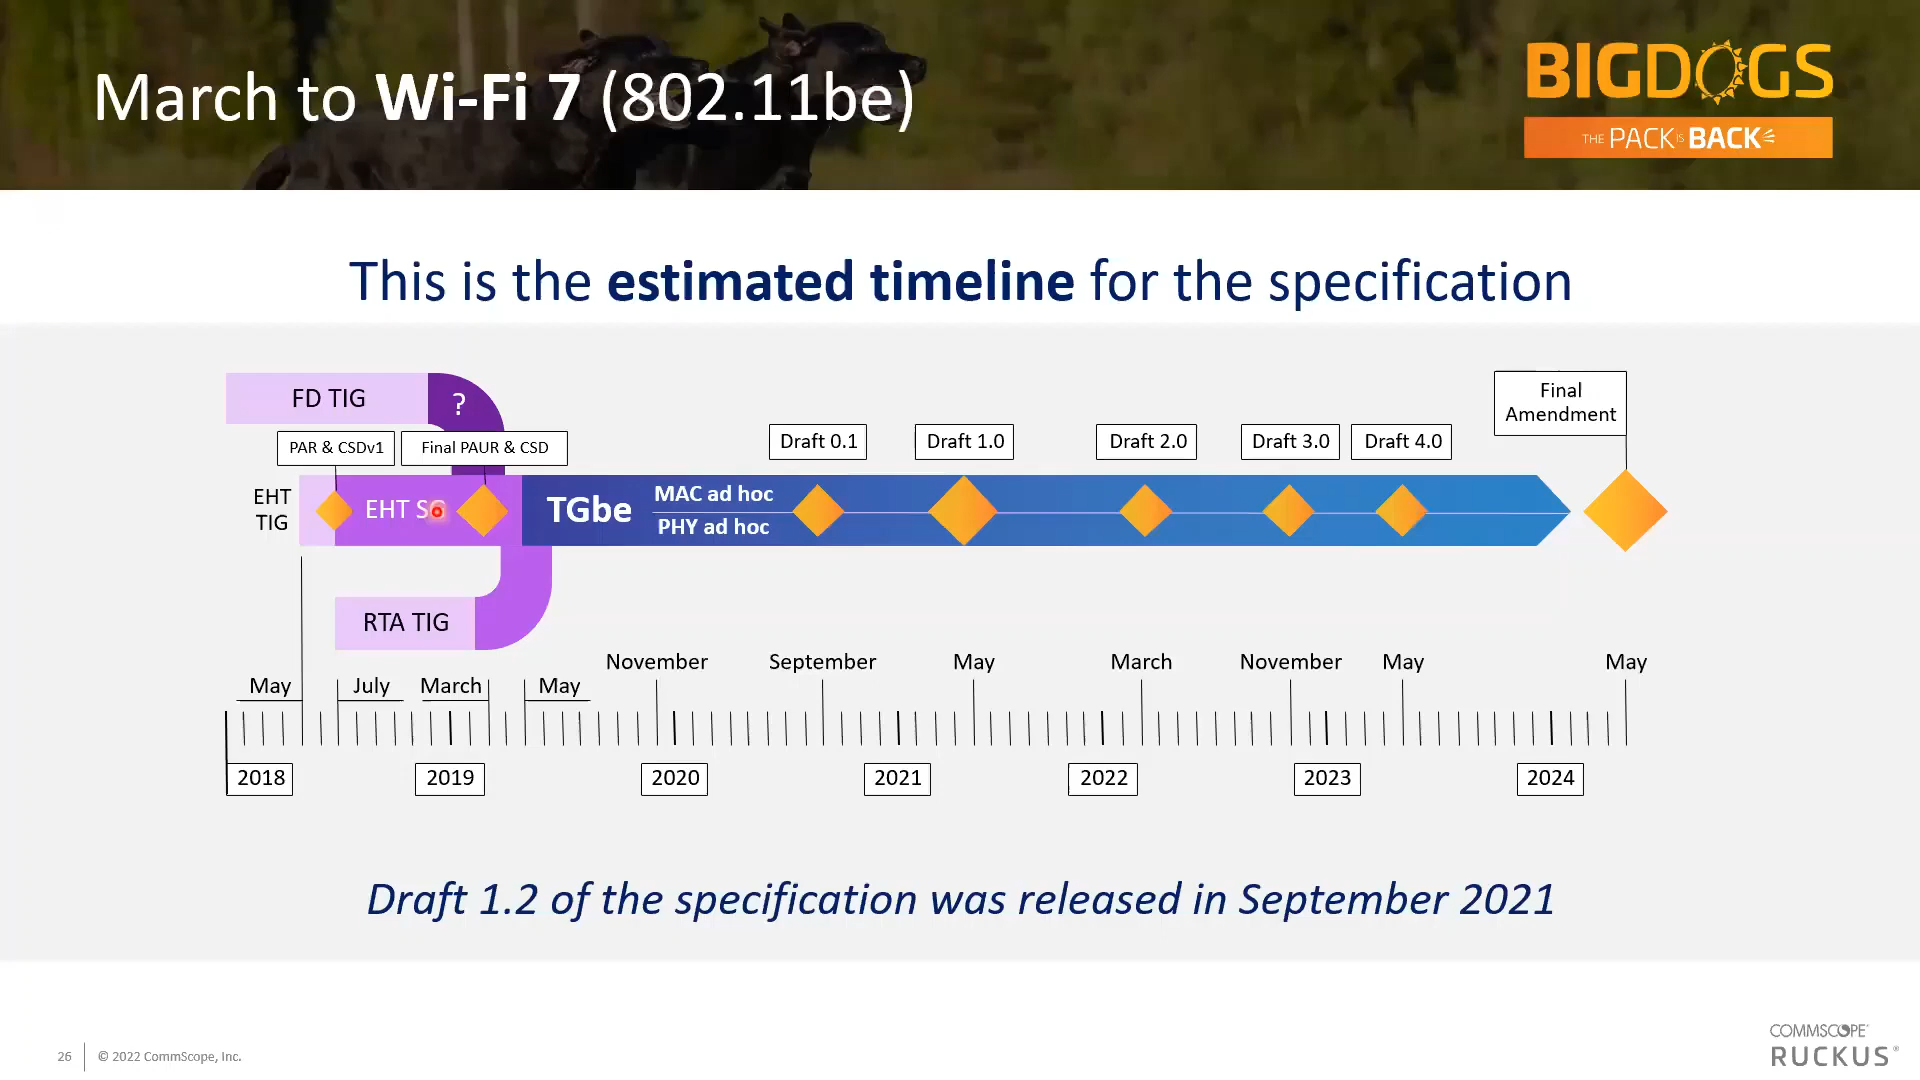 March to Wi-Fi 7 (802.11be)
BIGDOGS
THE PACK IS BACK
This is the estimated timeline for the specification
FD TIG
?
Final
Amendment
PAR & CSDv1
Final PAUR & CSD
Draft 0.1
Draft 1.0
Draft 2.0
Draft 3.0
Draft 4.0
EHT
TIG
EHT SG
TGbe
MAC ad hoc
PHY ad hoc
RTA TIG
November
September
May
March
November
May
May
May
July
March
May
2018
2019
2020
2021
2022
2023
2024
Draft 1.2 of the specification was released in September 2021
26
© 2022 CommScope, Inc.
COMMSCOPE®
RUCKUS®